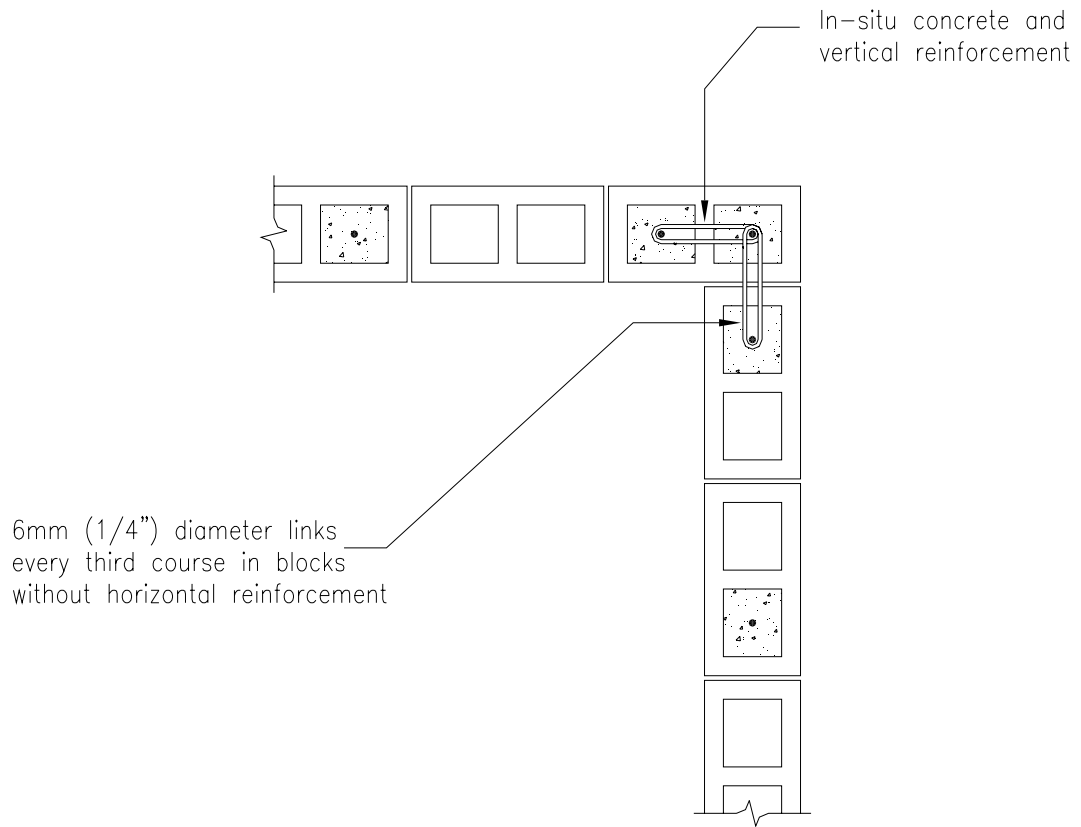 In-situ concrete and
vertical reinforcement
6mm (1/4") diameter links
every third course in blocks
without horizontal reinforcement